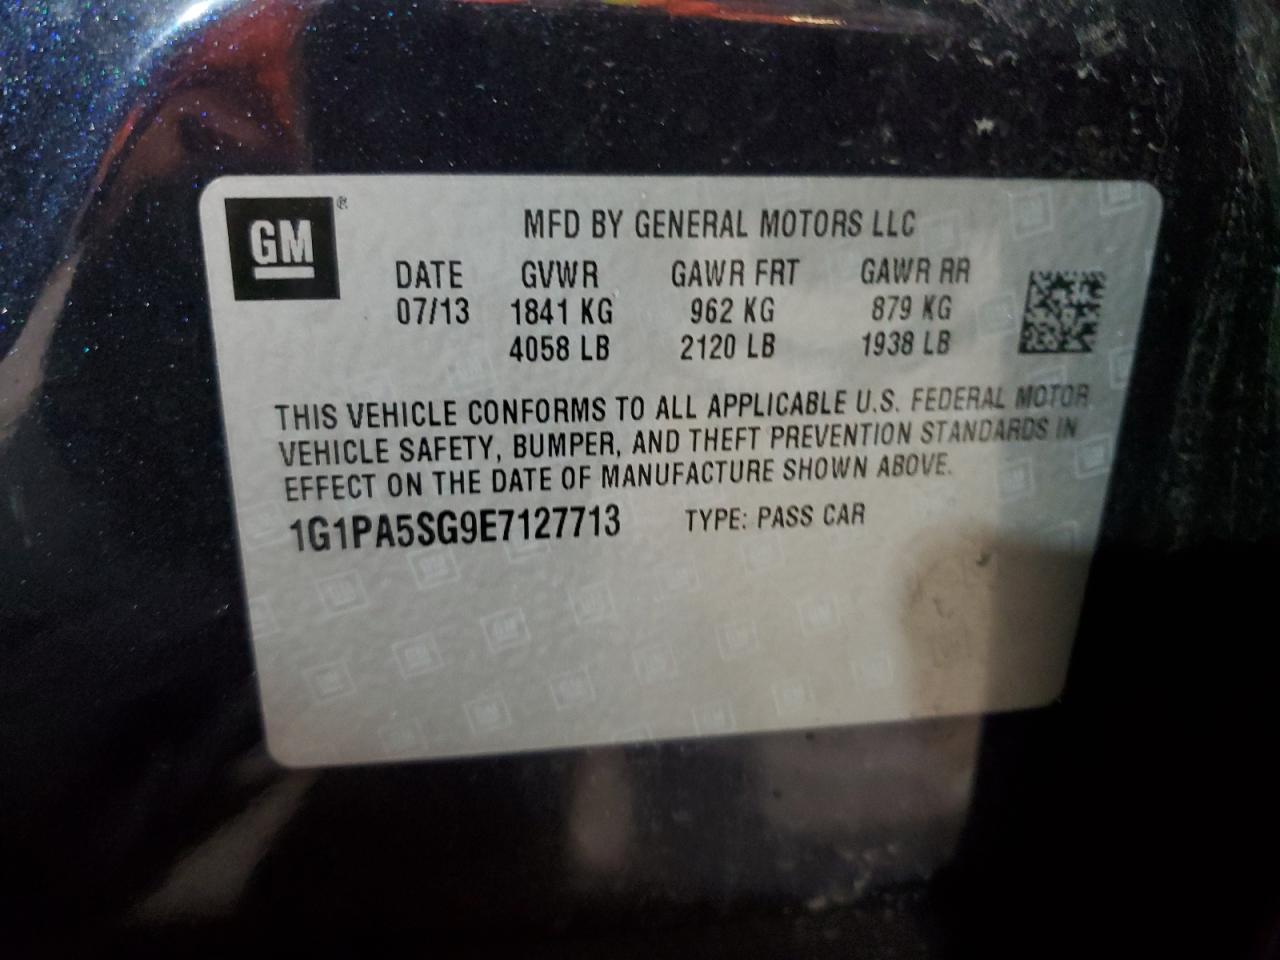 GM ®
MFD BY GENERAL MOTORS LLC
DATE GVWR GAWR FRT GAWR RR
07/13 1841 KG 962 KG 879 KG
4058 LB 2120 LB 1938 LB
THIS VEHICLE CONFORMS TO ALL APPLICABLE U.S. FEDERAL MOTOR
VEHICLE SAFETY, BUMPER, AND THEFT PREVENTION STANDARDS IN
EFFECT ON THE DATE OF MANUFACTURE SHOWN ABOVE.
1G1PA5SG9E7127713 TYPE: PASS CAR